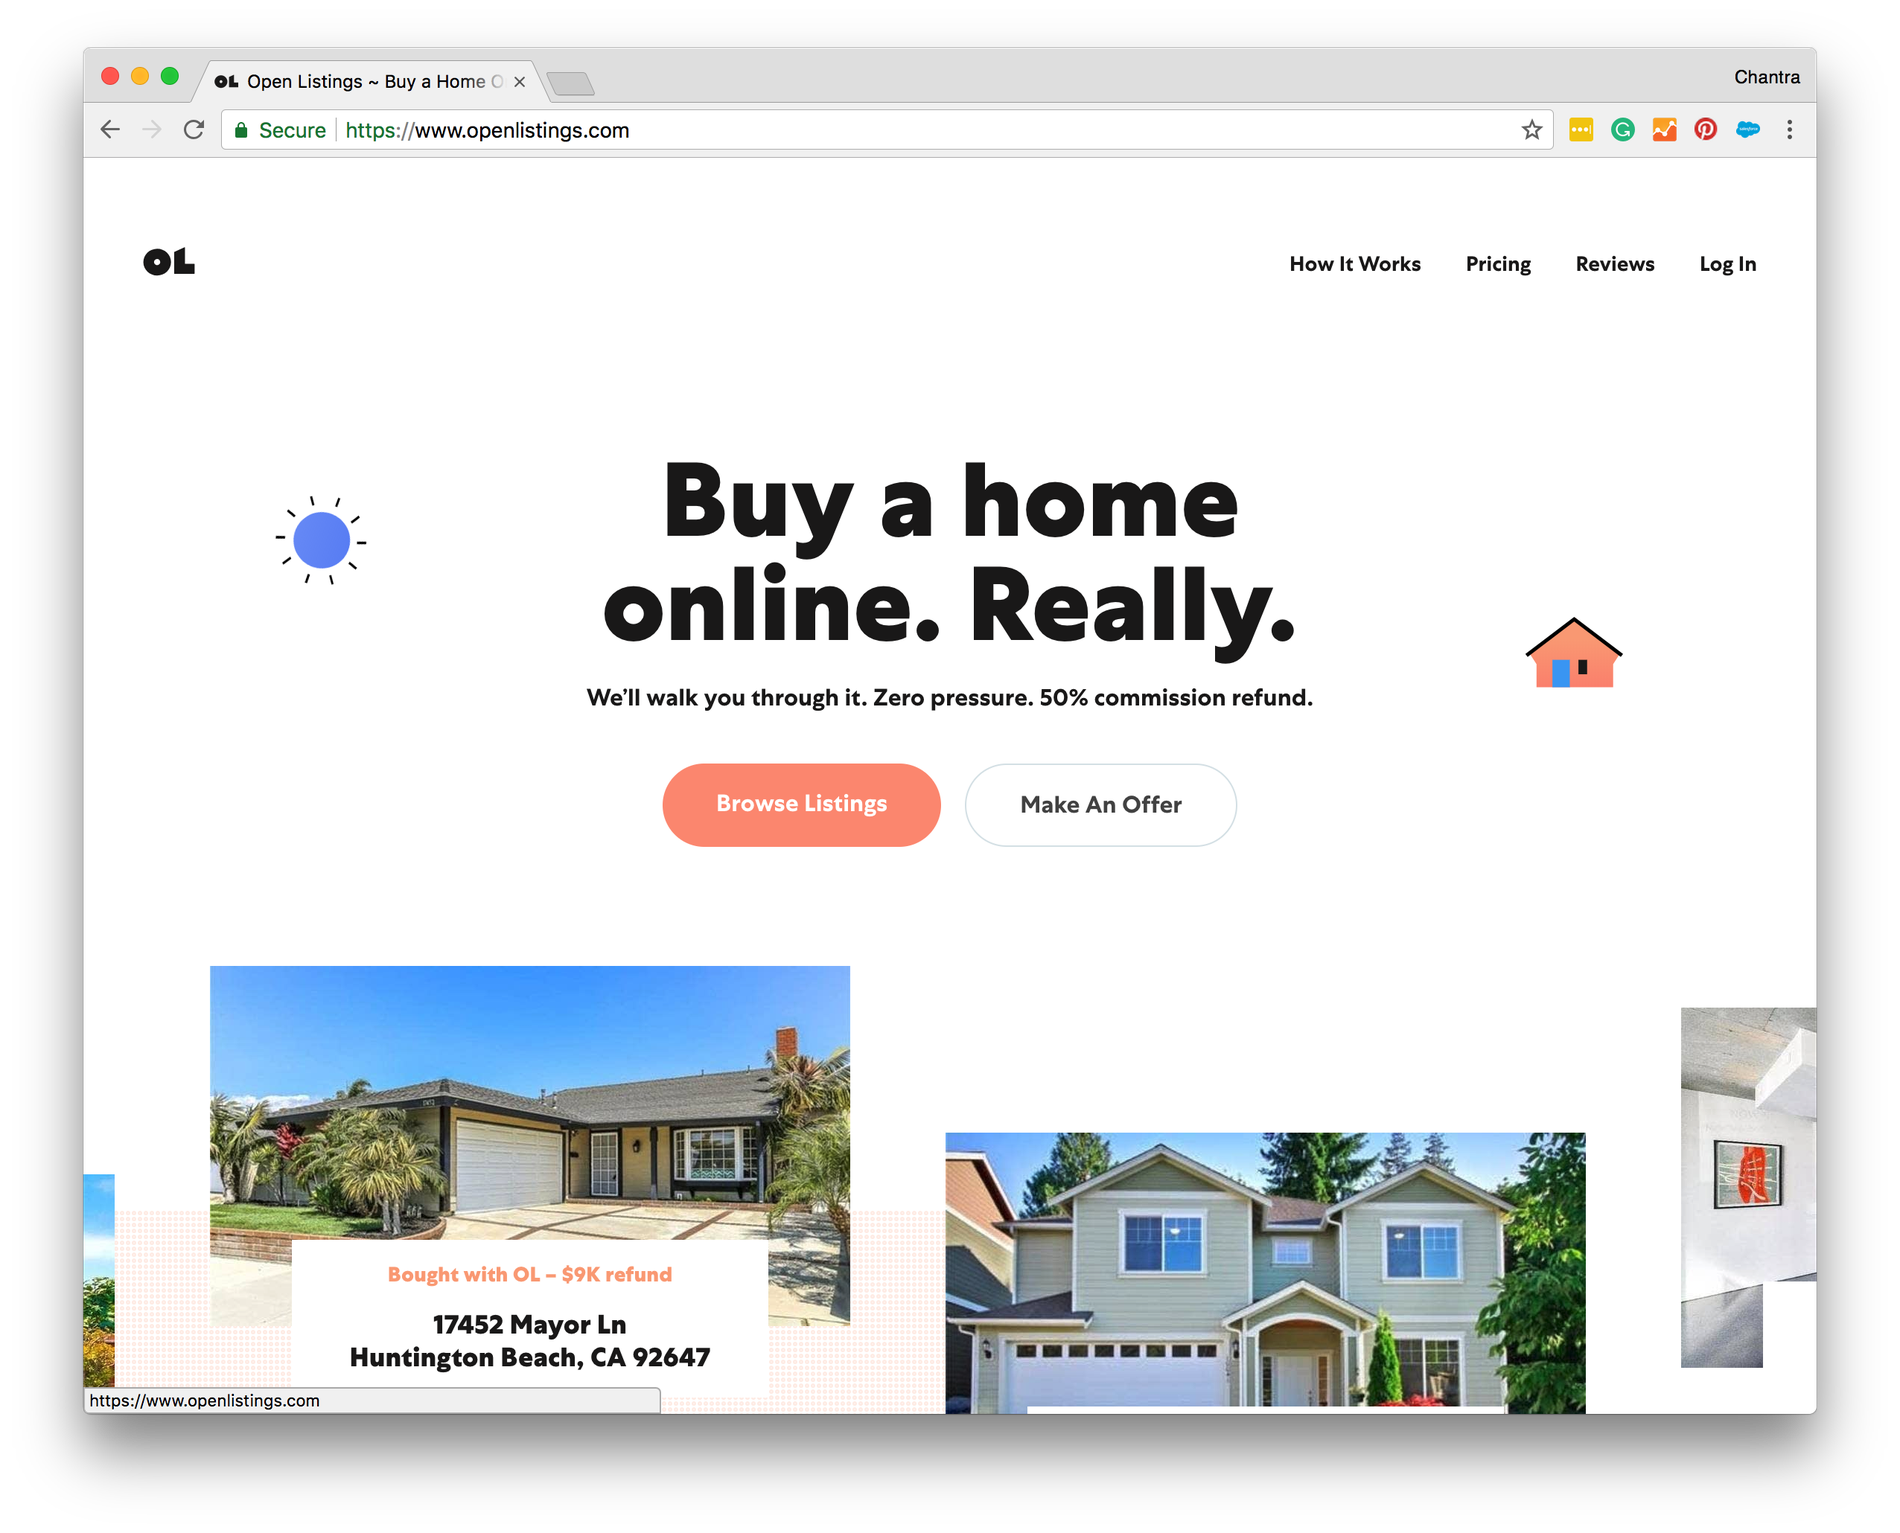 OL Open Listings ~ Buy a Home
Chantra
Secure https://www.openlistings.com
OL
How It Works Pricing Reviews Log In
Buy a home
online. Really.
We’ll walk you through it. Zero pressure. 50% commission refund.
Browse Listings Make An Offer
Bought with OL – $9K refund
17452 Mayor Ln
Huntington Beach, CA 92647
https://www.openlistings.com